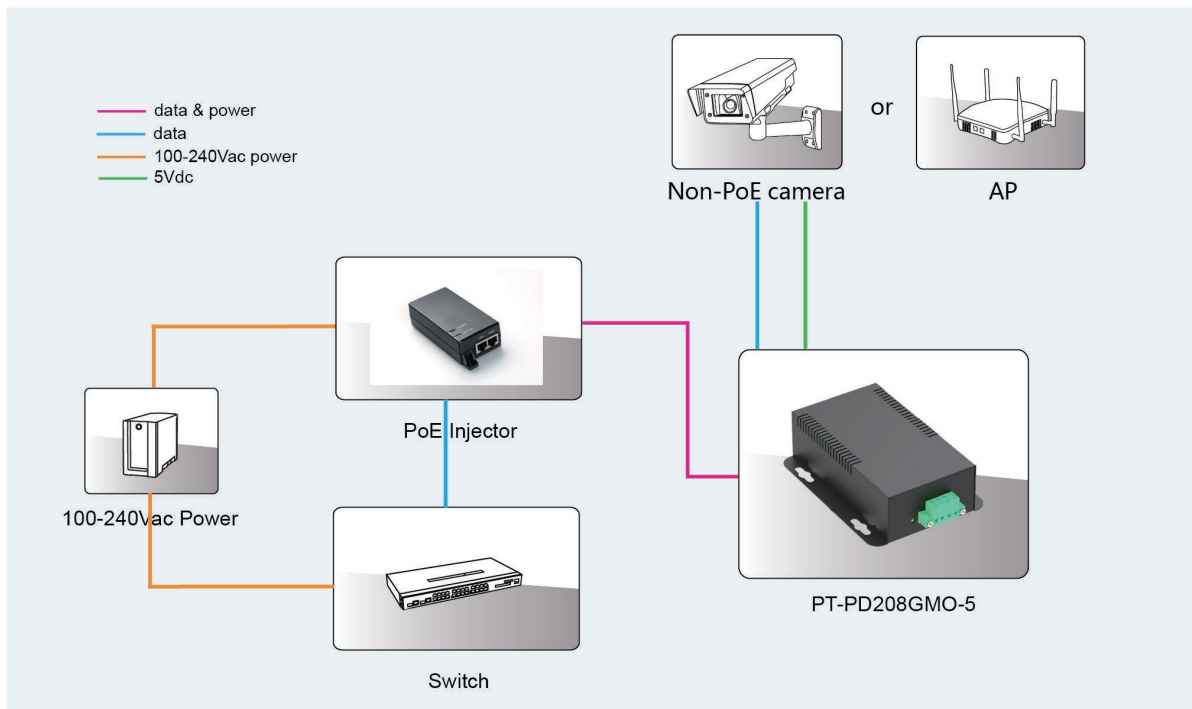 data & power
data
100-240Vac power
5Vdc
or
Non-PoE camera
AP
PoE Injector
100-240Vac Power
PT-PD208GMO-5
Switch